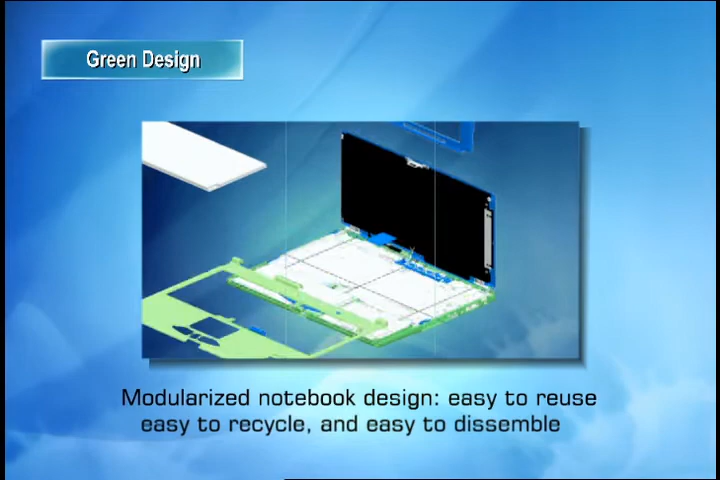 Green Design
Modularized notebook design: easy to reuse
easy to recycle, and easy to dissemble